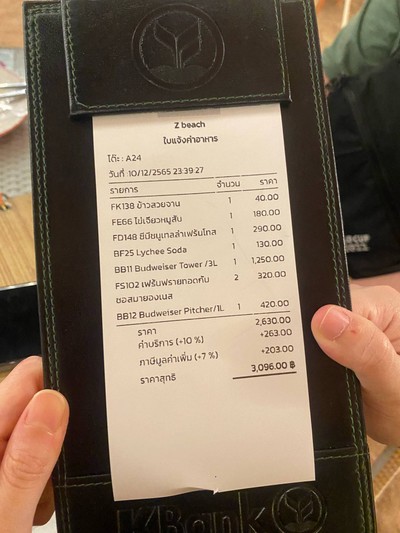 Z beach
ใบแจ้งค่าอาหาร
โต๊ะ : A24
วันที่ :10/12/2565 23:39:27
รายการ จำนวน ราคา
FK138 ข้าวสวยจาน 1 40.00
FE66 ไข่เจียวหมูสับ 1 180.00
FD148 ซินีมินูเทลล่าเฟรันโทส 1 290.00
BF25 Lychee Soda 1 130.00
BB11 Budweiser Tower /3L 1 1,250.00
FS102 เฟรันฟรายทอดกับ 2 320.00
ซอสมายองเนส
BB12 Budweiser Pitcher/1L 1 420.00
ราคา 2,630.00
ค่าบริการ (+10 %) +263.00
ภาษีมูลค่าเพิ่ม (+7 %) +203.00
ราคาสุทธิ 3,096.00 ฿
KBank